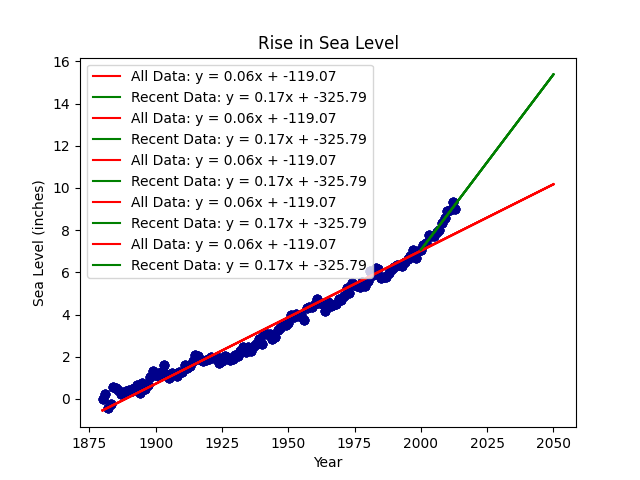 Rise in Sea Level
16
14
12
10
8
6
4
2
0
Sea Level (inches)
All Data: y = 0.06x + -119.07
Recent Data: y = 0.17x + -325.79
All Data: y = 0.06x + -119.07
Recent Data: y = 0.17x + -325.79
All Data: y = 0.06x + -119.07
Recent Data: y = 0.17x + -325.79
All Data: y = 0.06x + -119.07
Recent Data: y = 0.17x + -325.79
All Data: y = 0.06x + -119.07
Recent Data: y = 0.17x + -325.79
1875 1900 1925 1950 1975 2000 2025 2050
Year